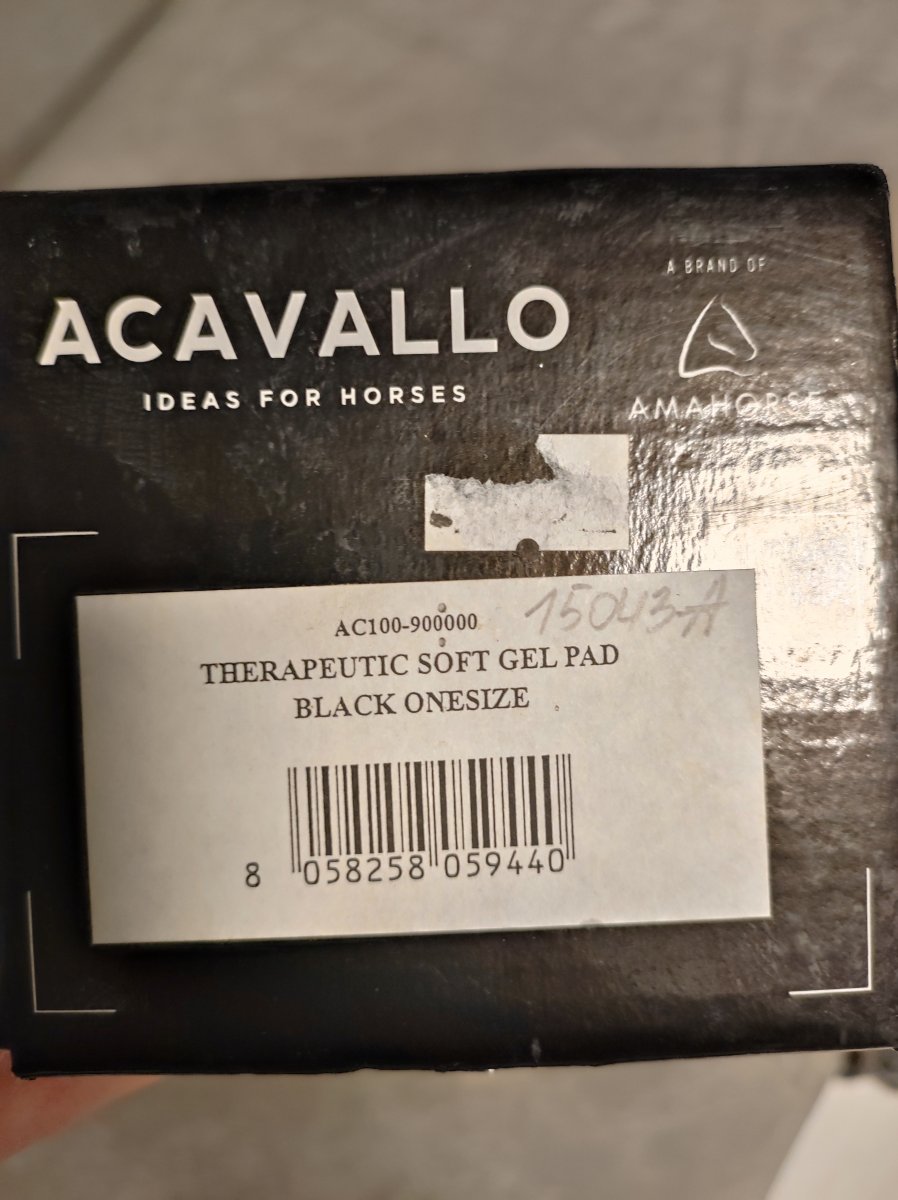 A BRAND OF
ACAVALLO
IDEAS FOR HORSES
AMAHORSE
AC100-900000
15043-A
THERAPEUTIC SOFT GEL PAD
BLACK ONESIZE
8 058258 059440